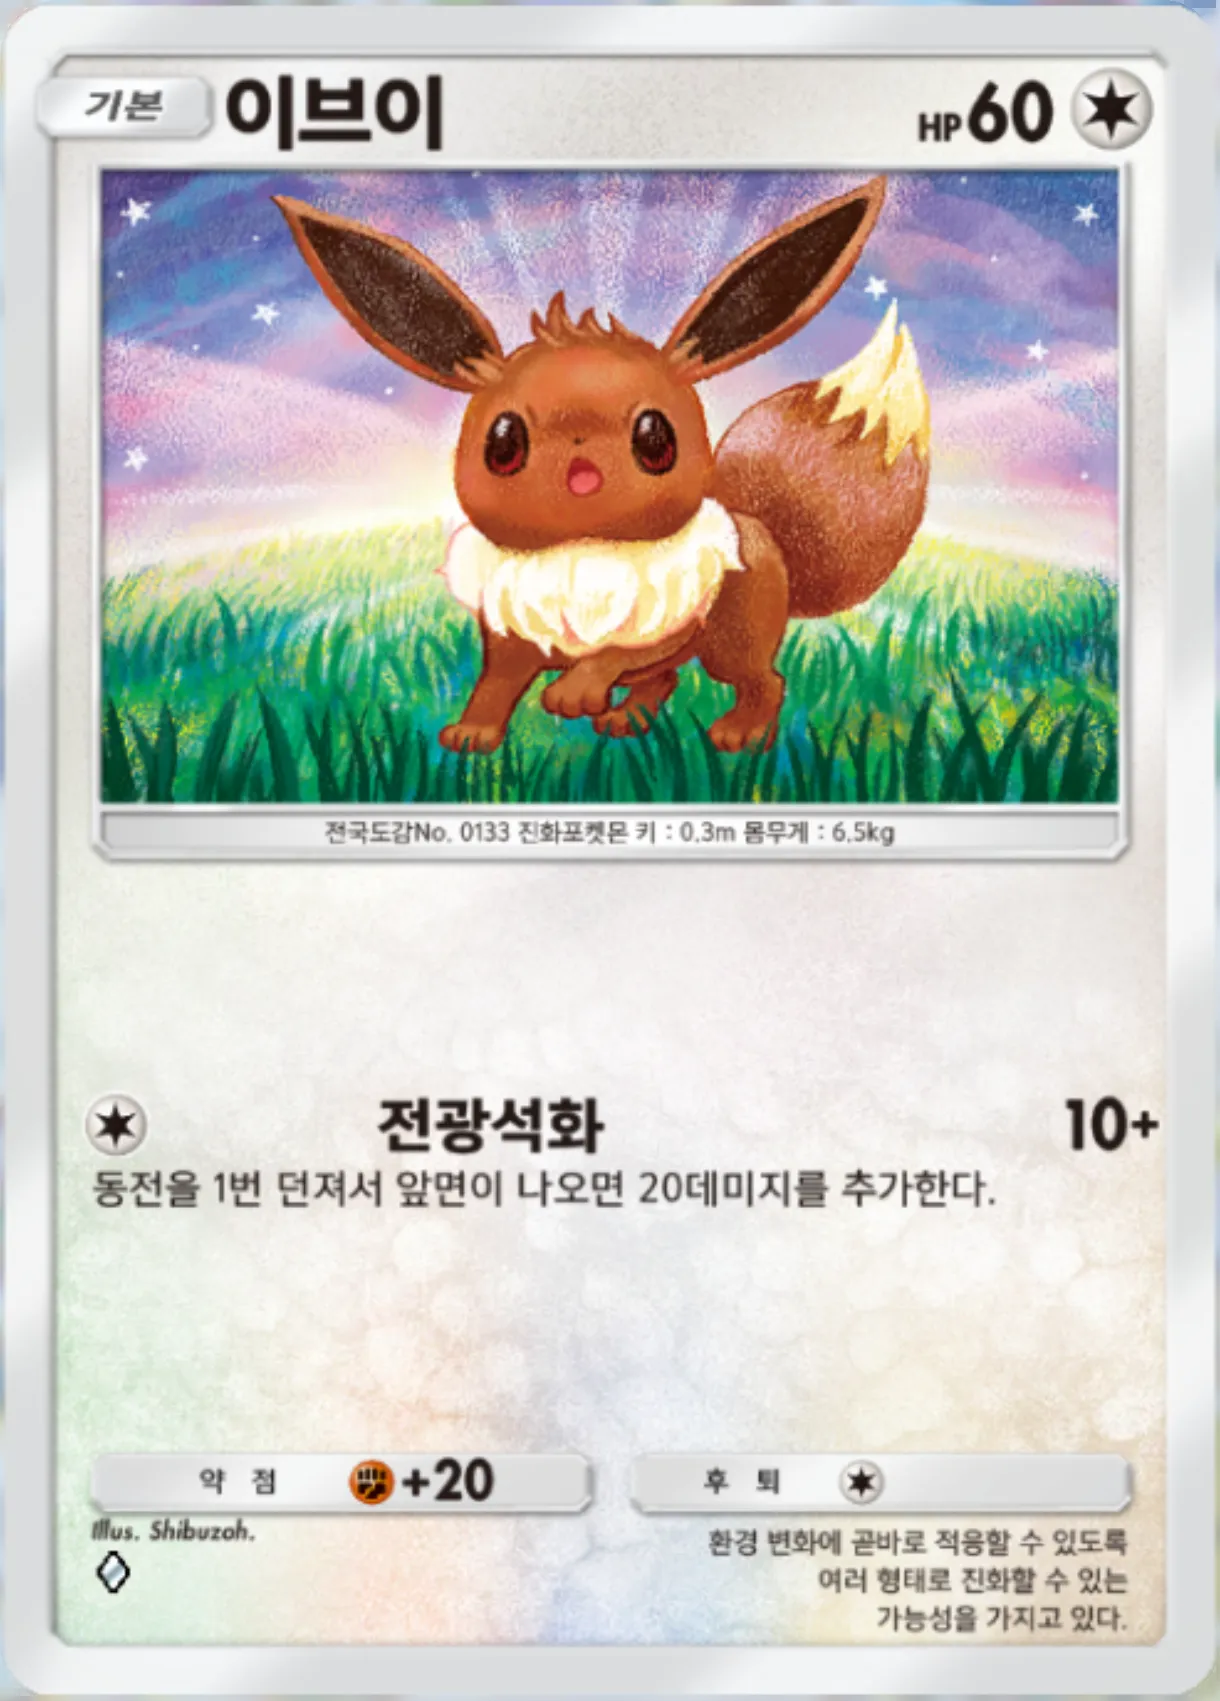 기본 이브이 HP60
전국도감No. 0133 진화포켓몬 키 : 0.3m 몸무게 : 6.5kg
전광석화 10+
동전을 1번 던져서 앞면이 나오면 20데미지를 추가한다.
약점 +20 후퇴
Illus. Shibuzoh.
환경 변화에 곧바로 적응할 수 있도록
여러 형태로 진화할 수 있는
가능성을 가지고 있다.